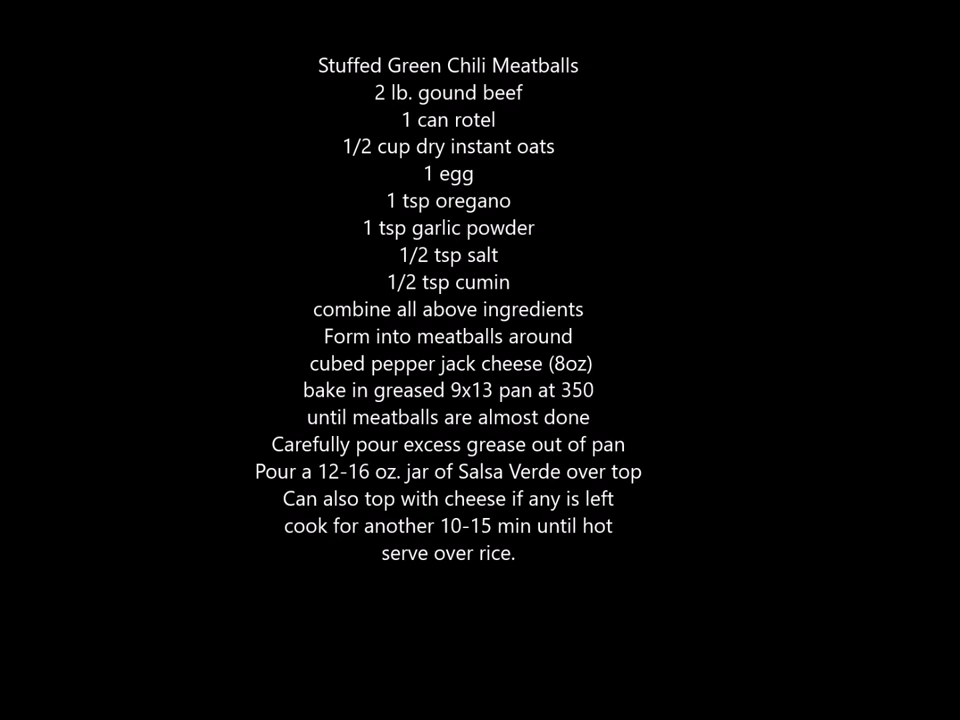 Stuffed Green Chili Meatballs
2 lb. gound beef
1 can rotel
1/2 cup dry instant oats
1 egg
1 tsp oregano
1 tsp garlic powder
1/2 tsp salt
1/2 tsp cumin
combine all above ingredients
Form into meatballs around
cubed pepper jack cheese (8oz)
bake in greased 9x13 pan at 350
until meatballs are almost done
Carefully pour excess grease out of pan
Pour a 12-16 oz. jar of Salsa Verde over top
Can also top with cheese if any is left
cook for another 10-15 min until hot
serve over rice.